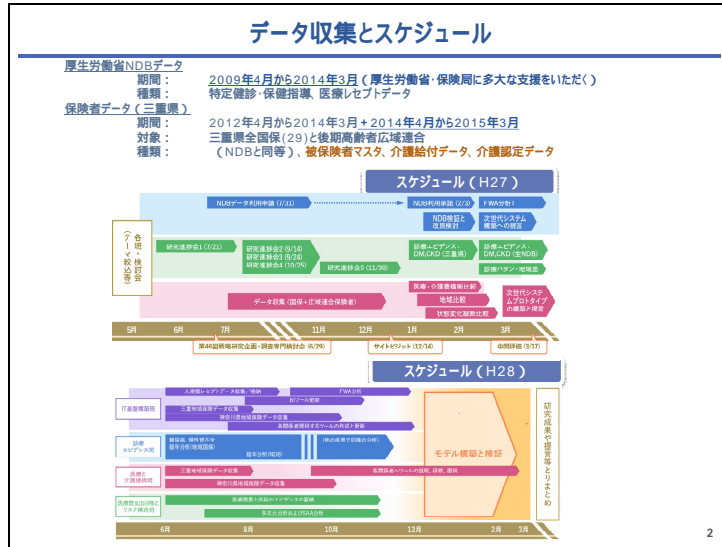 データ収集とスケジュール
厚生労働省NDBデータ
期間： 2009年4月から2014年3月（厚生労働省・保険局に多大な支援をいただく）
種類： 特定健診・保健指導、医療レセプトデータ
保険者データ（三重県）
期間： 2012年4月から2014年3月＋2014年4月から2015年3月
対象： 三重県全国保(29)と後期高齢者広域連合
種類： （NDBと同等）、被保険者マスタ、介護給付データ、介護認定データ
スケジュール（H27）
NDBデータ利用申請 (7/31)
NDB利用承諾 (2/3)
FWA分析Ⅰ
NDB検証と
改良検討
次世代システム
構築への提言
各班・検討会
（テーマ絞込等）
研究進捗会1 (7/21)
研究進捗会2 (9/14)
研究進捗会3 (9/24)
研究進捗会4 (10/26)
研究進捗会5 (11/30)
診療エビデンス：
DM,CKD (三重県)
診療エビデンス：
DM,CKD (全NDB)
診療パタン・地域差
データ収集（国保＋広域連合保険者）
医療・介護費横断比較
地域比較
状態変化縦断比較
次世代システ
ムプロトタイプ
の構築と提言
5月 6月 7月 11月 12月 1月 2月 3月
第46回戦略研究企画・調査専門検討会 (6/29)
サイトビジット (12/14)
中間評価 (3/17)
スケジュール（H28）
IT基盤構築班
大規模レセプトデータ収集／格納
FWA分析
BIツール更新
三重地域保険データ収集
神奈川県地域保険データ収集
各関係者提供するツールの作成と更新
診療
エビデンス班
糖尿病、慢性腎不全
経年分析(地域国保)
経年分析(NDB)
医療と
介護連携班
三重地域保険データ収集
神奈川県地域保険データ収集
各関係者へツールの説明、研修、提供
リスク構造班
多次元分析およびSAA分析
モデル構築と検証
研究成果や提言等とりまとめ
6月 8月 10月 12月 2月 3月
2